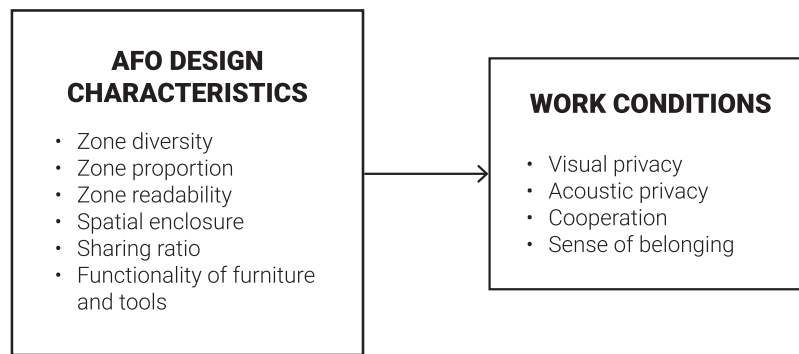 AFO DESIGN
CHARACTERISTICS
• Zone diversity
• Zone proportion
• Zone readability
• Spatial enclosure
• Sharing ratio
• Functionality of furniture
and tools
WORK CONDITIONS
• Visual privacy
• Acoustic privacy
• Cooperation
• Sense of belonging